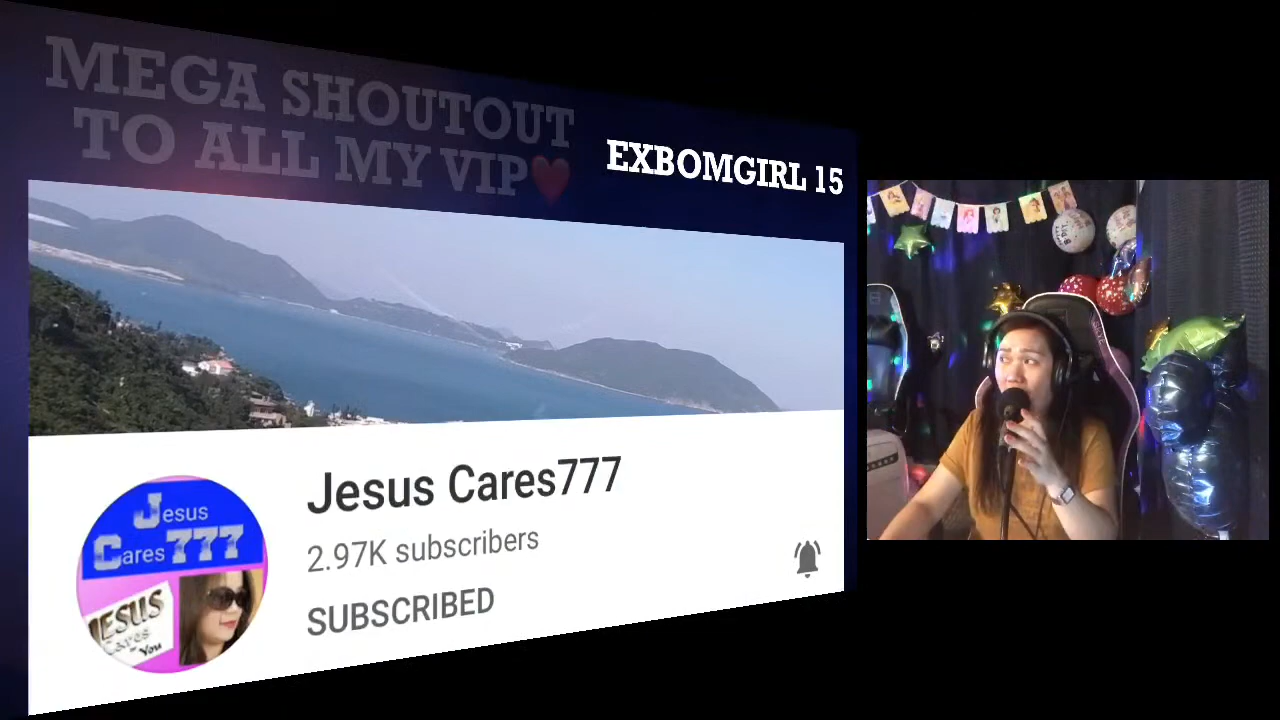 MEGA SHOUTOUT
TO ALL MY VIP❤
EXBOMGIRL 15
Jesus
Cares 777
JESUS
Cares
You
Jesus Cares777
2.97K subscribers
SUBSCRIBED